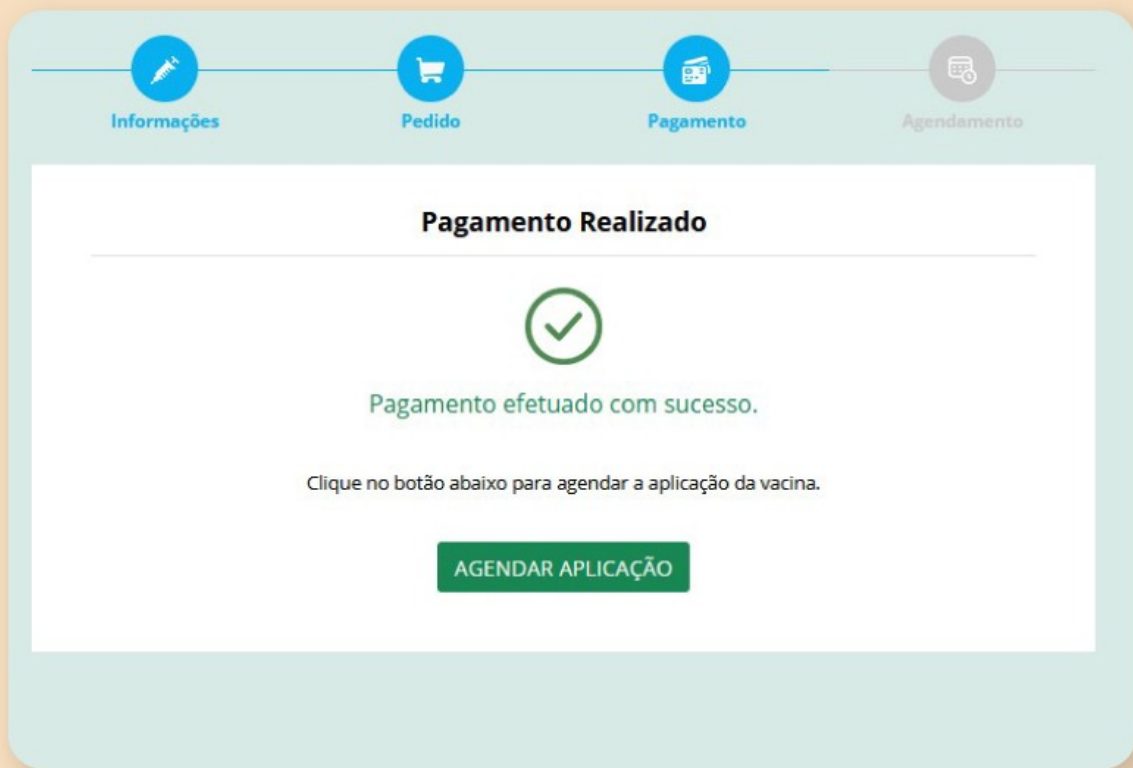 Informações
Pedido
Pagamento
Agendamento
Pagamento Realizado
Pagamento efetuado com sucesso.
Clique no botão abaixo para agendar a aplicação da vacina.
AGENDAR APLICAÇÃO